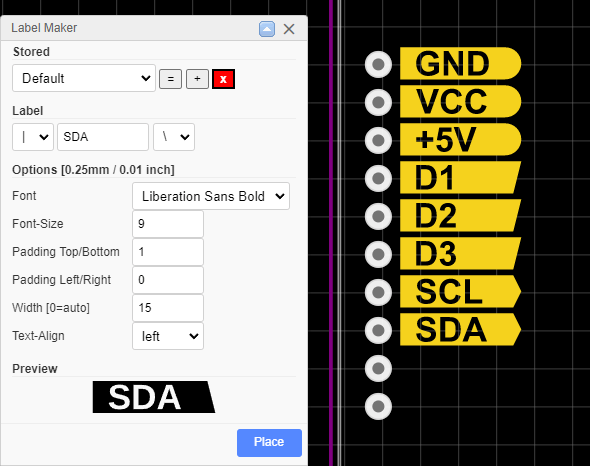 Label Maker
Stored
Default
=
+
x
Label
|
SDA
\
Options [0.25mm / 0.01 inch]
Font
Liberation Sans Bold
Font-Size
9
Padding Top/Bottom
1
Padding Left/Right
0
Width [0=auto]
15
Text-Align
left
Preview
SDA
Place
GND
VCC
+5V
D1
D2
D3
SCL
SDA